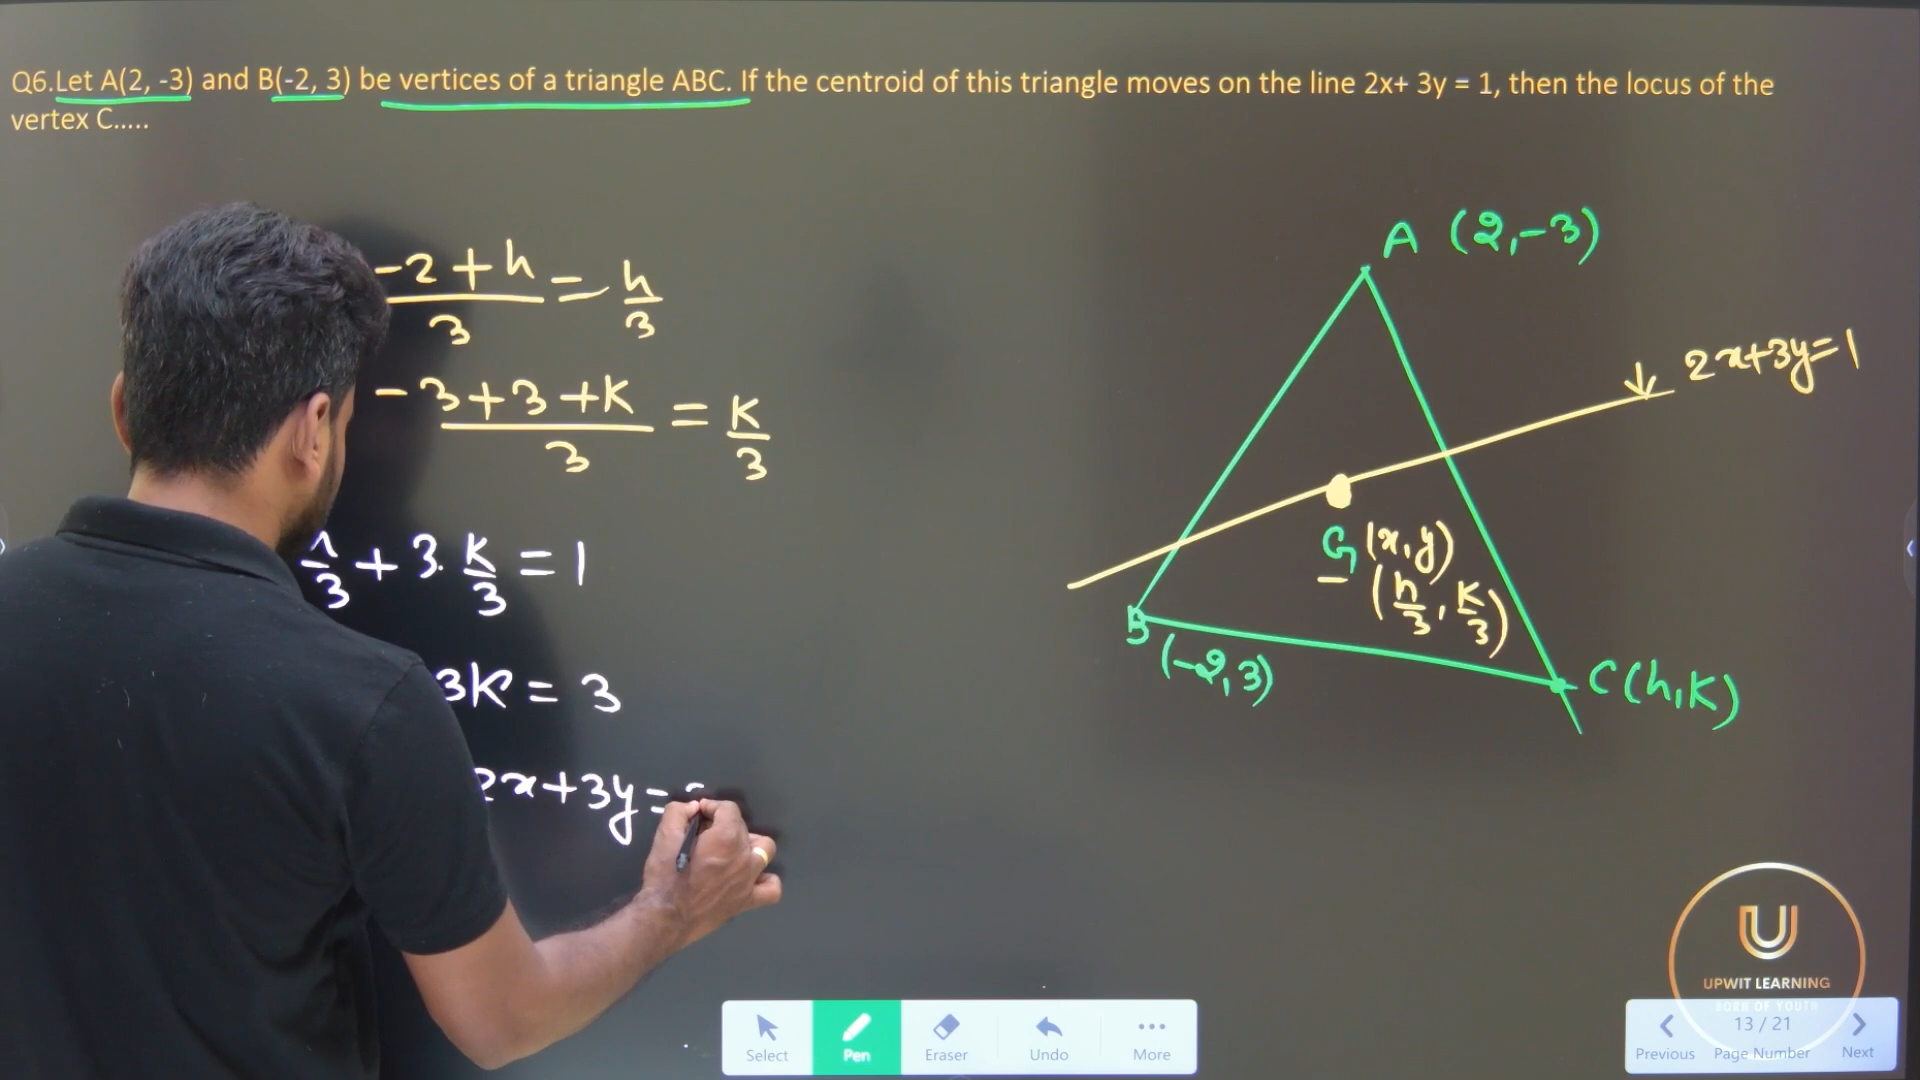 Q6.Let A(2, -3) and B(-2, 3) be vertices of a triangle ABC. If the centroid of this triangle moves on the line 2x+ 3y = 1, then the locus of the
vertex C.....
-2 + h / 3 = h / 3
-3+3+K / 3 = K / 3
/3 + 3. K/3 = 1
3K = 3
2x+3y=
A (2,-3)
2x+3y=1
G (x,y)
(h/3, K/3)
B (-2,3)
C (h,K)
U
UPWIT LEARNING
BORN OF YOUTH
Select Pen Eraser Undo More
13 / 21
Previous Page Number Next